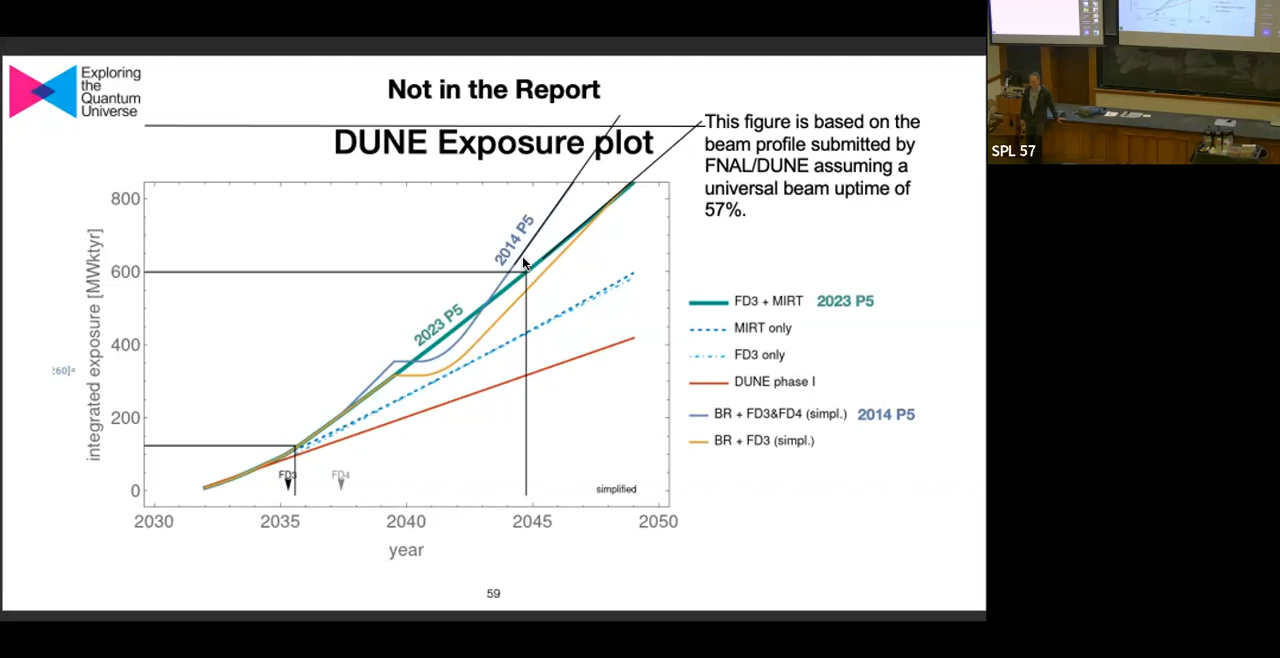 Exploring
the
Quantum
Universe
Not in the Report
DUNE Exposure plot
This figure is based on the
beam profile submitted by
FNAL/DUNE assuming a
universal beam uptime of
57%.
SPL 57
800
600
400
200
0
integrated exposure [MWktyr]
:60]=
2014 P5
2023 P5
FD3
FD4
simplified
2030 2035 2040 2045 2050
year
FD3 + MIRT 2023 P5
MIRT only
FD3 only
DUNE phase I
BR + FD3&FD4 (simpl.) 2014 P5
BR + FD3 (simpl.)
59